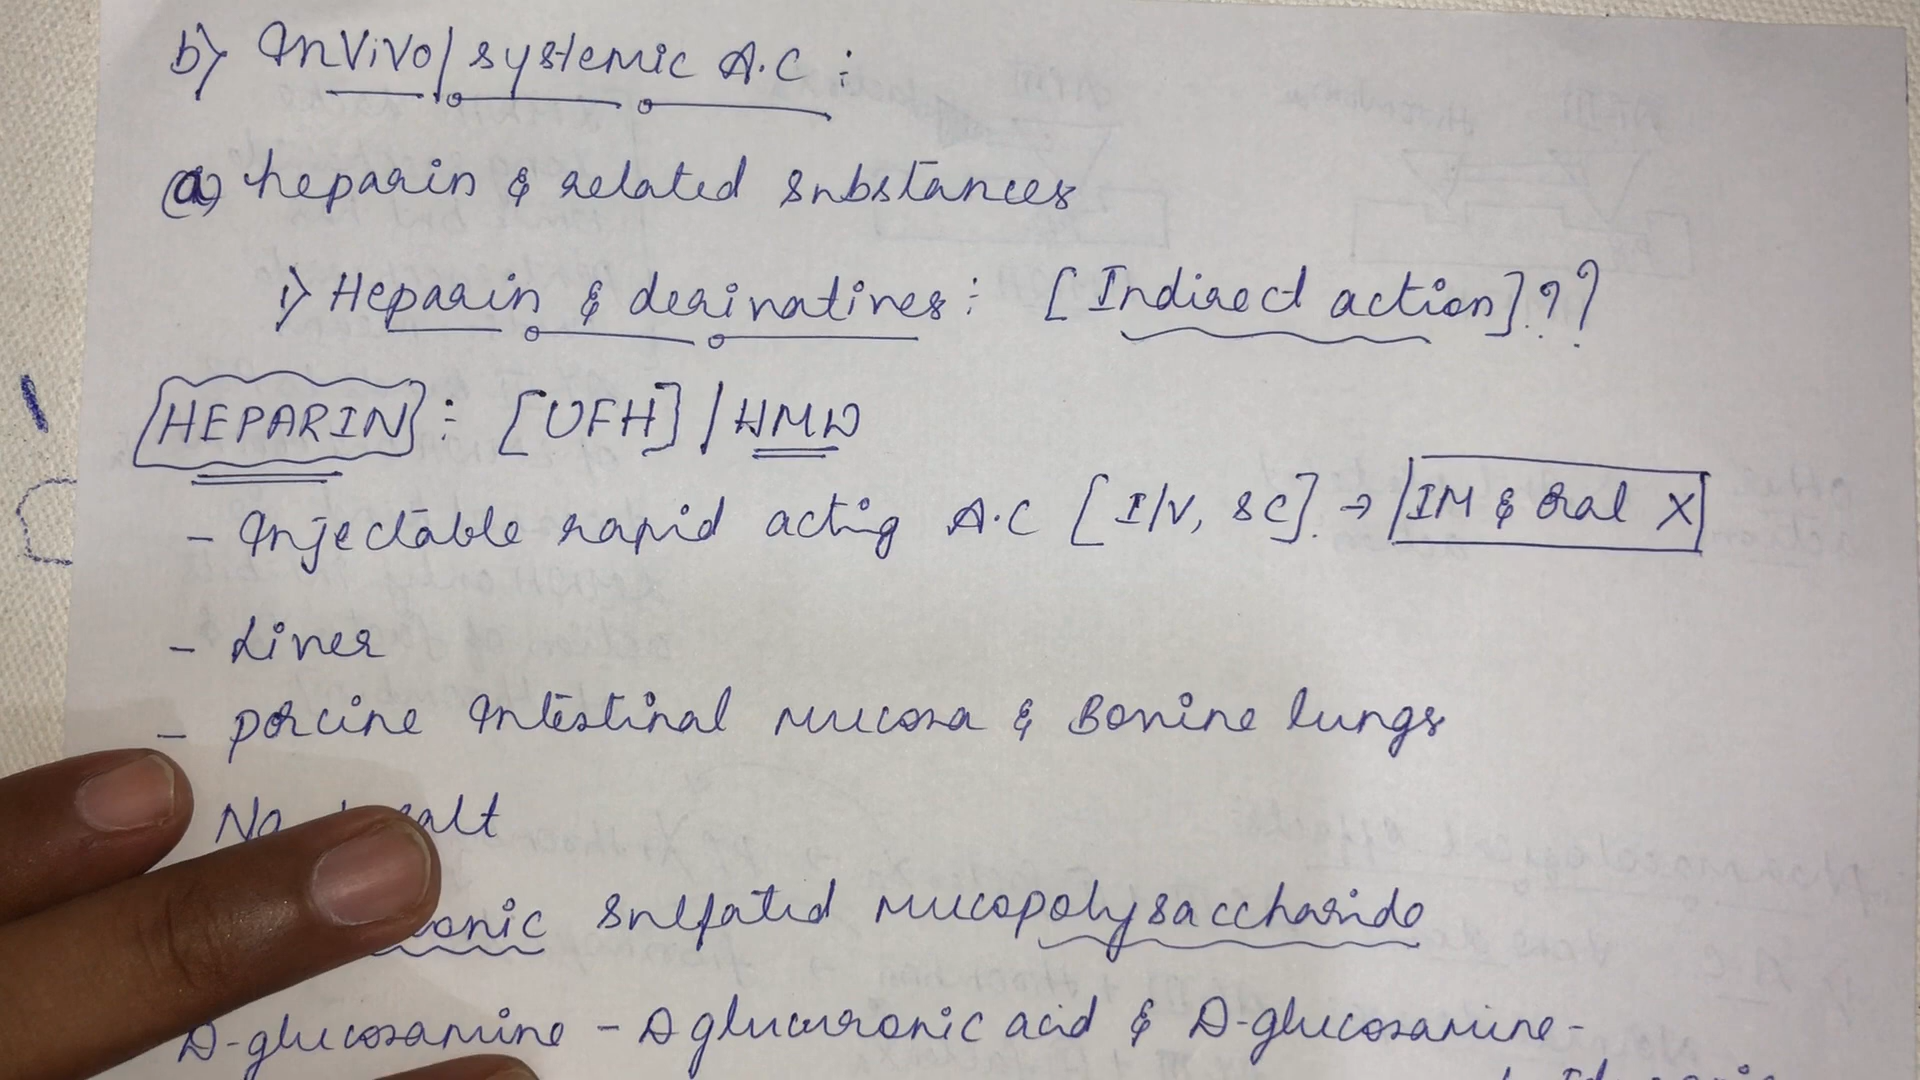 b) InVivo/systemic A.C :
(a) heparin & related substances
i) Heparin & derivatives : [Indirect action]??
HEPARIN : [UFH] / HMW
- Injectable rapid acting A.C [I/V, SC]. → IM & Oral X
- Liver
- Porcine Intestinal mucosa & Bovine lungs
Na salt
onic sulfated mucopolysaccharide
D-glucosamine - D glucuronic acid & D-glucosamine -